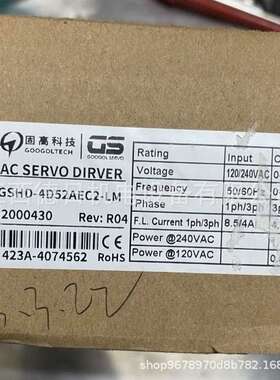 固高科技
GOOGOLTECH
GS
GOOGOL SERVO
AC SERVO DIRVER
GSHD-4D52AEC2-LM
2000430
Rev: R04
423A-4074562
RoHS
Rating
Input
Voltage
120/240VAC
Frequency
50/60Hz
Phase
1ph/3ph
F.L. Current 1ph/3ph
8.5/4A
Power @240VAC
Power @120VAC
shop9678970d8b782.168